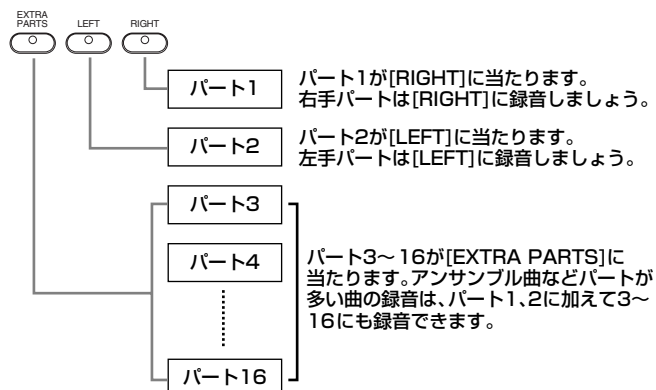 EXTRA
PARTS
LEFT
RIGHT
パート1
パート1が[RIGHT]に当たります。
右手パートは[RIGHT]に録音しましょう。
パート2
パート2が[LEFT]に当たります。
左手パートは[LEFT]に録音しましょう。
パート3
パート4
パート16
パート3～16が[EXTRA PARTS]に
当たります。アンサンブル曲などパートが
多い曲の録音は、パート1、2に加えて3～
16にも録音できます。